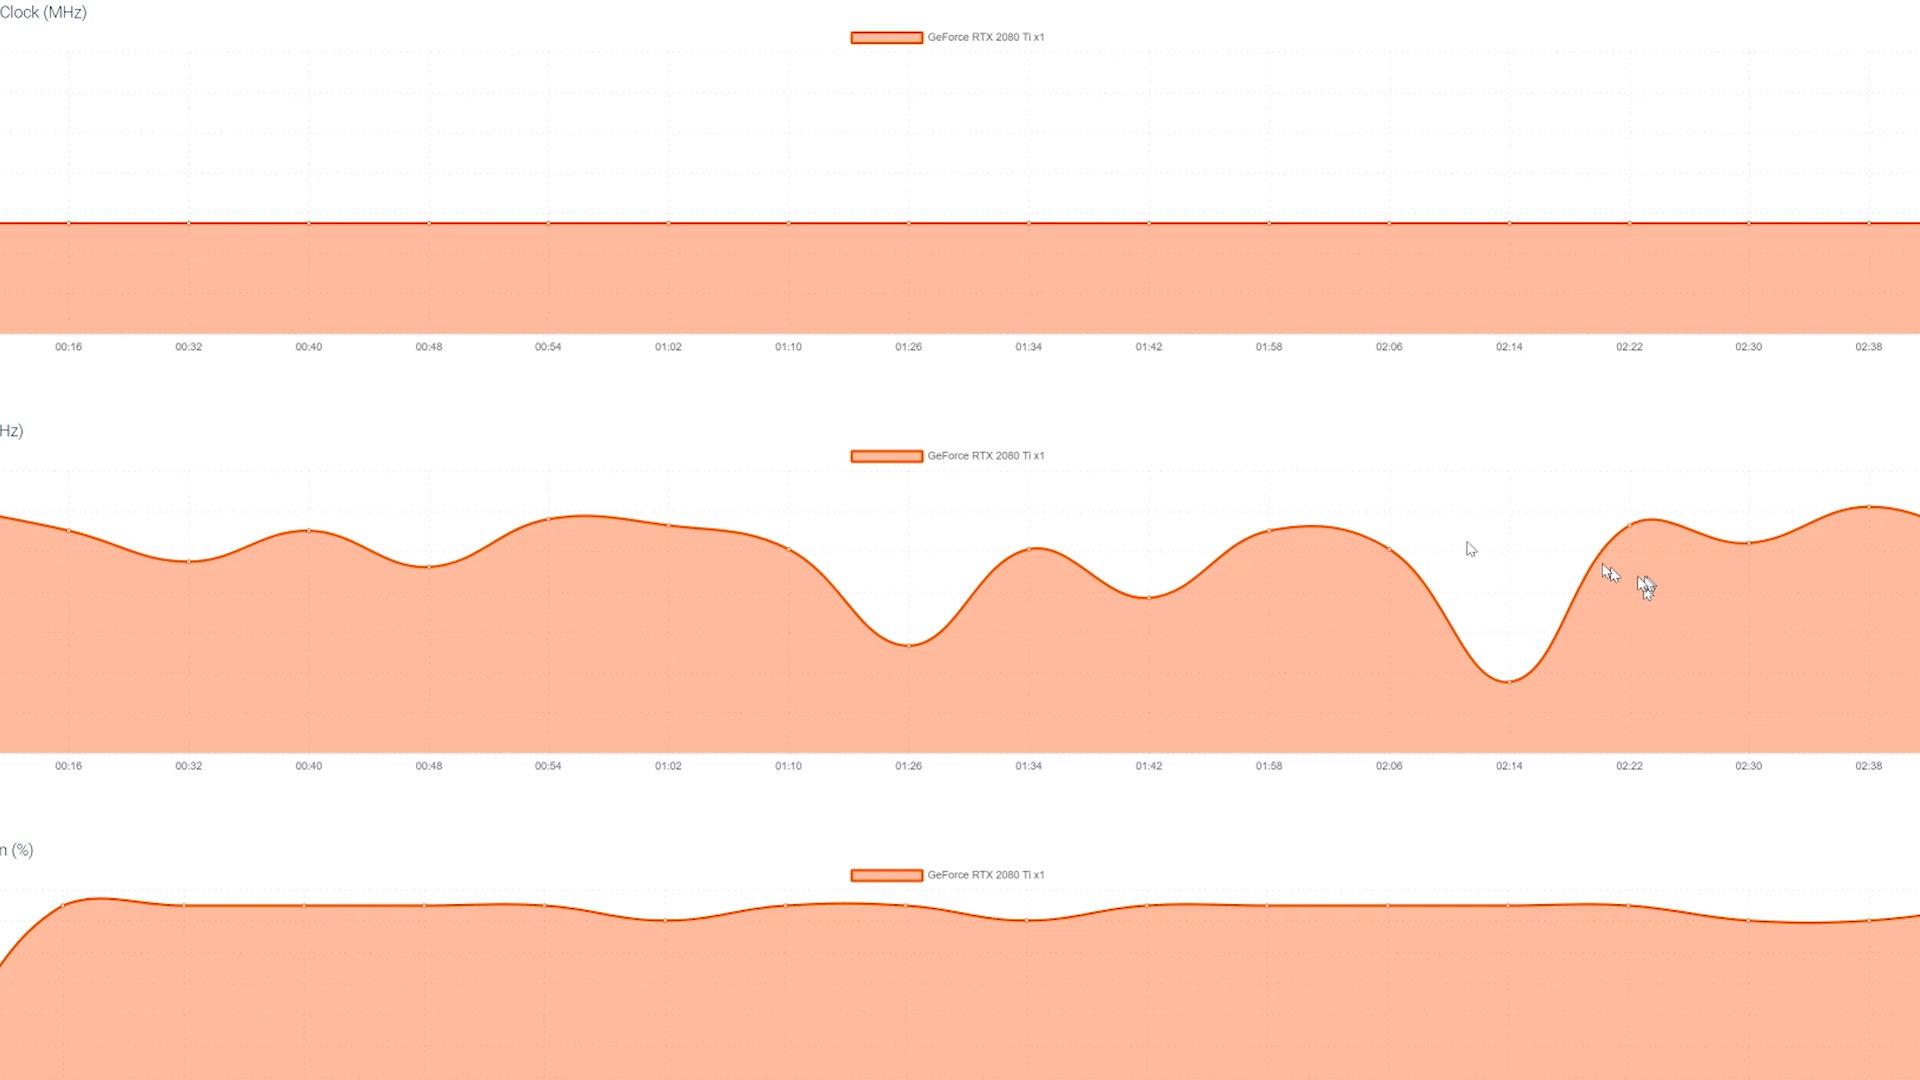 Clock (MHz)
GeForce RTX 2080 Ti x1
00:16 00:32 00:40 00:48 00:54 01:02 01:10 01:26 01:34 01:42 01:58 02:06 02:14 02:22 02:30 02:38
Hz)
GeForce RTX 2080 Ti x1
00:16 00:32 00:40 00:48 00:54 01:02 01:10 01:26 01:34 01:42 01:58 02:06 02:14 02:22 02:30 02:38
n (%)
GeForce RTX 2080 Ti x1